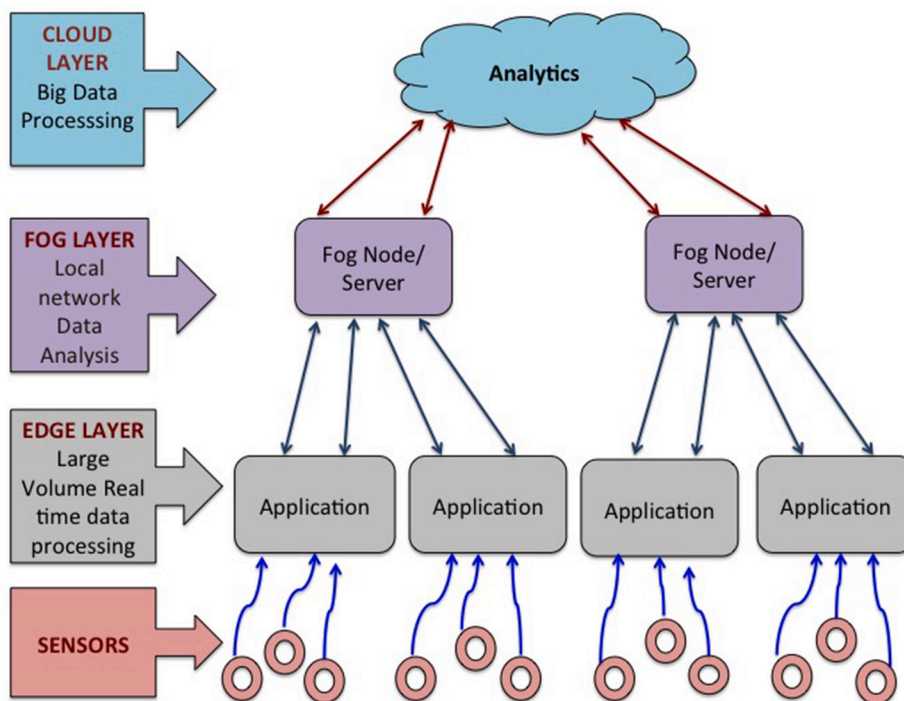 CLOUD
LAYER
Big Data
Processsing
Analytics
FOG LAYER
Local
network
Data
Analysis
Fog Node/
Server
Fog Node/
Server
EDGE LAYER
Large
Volume Real
time data
processing
Application
Application
Application
Application
SENSORS